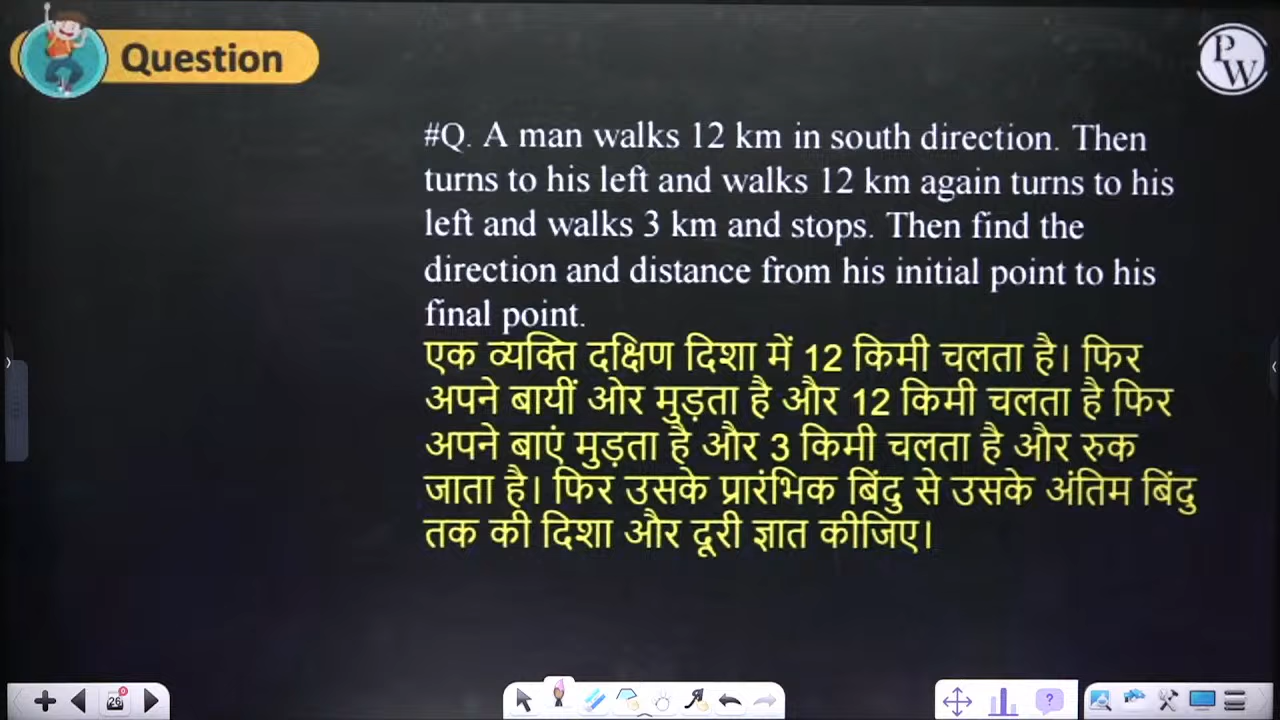 Question
PW
#Q. A man walks 12 km in south direction. Then
turns to his left and walks 12 km again turns to his
left and walks 3 km and stops. Then find the
direction and distance from his initial point to his
final point.
एक व्यक्ति दक्षिण दिशा में 12 किमी चलता है। फिर
अपने बायीं ओर मुड़ता है और 12 किमी चलता है फिर
अपने बाएं मुड़ता है और 3 किमी चलता है और रुक
जाता है। फिर उसके प्रारंभिक बिंदु से उसके अंतिम बिंदु
तक की दिशा और दूरी ज्ञात कीजिए।
26
0